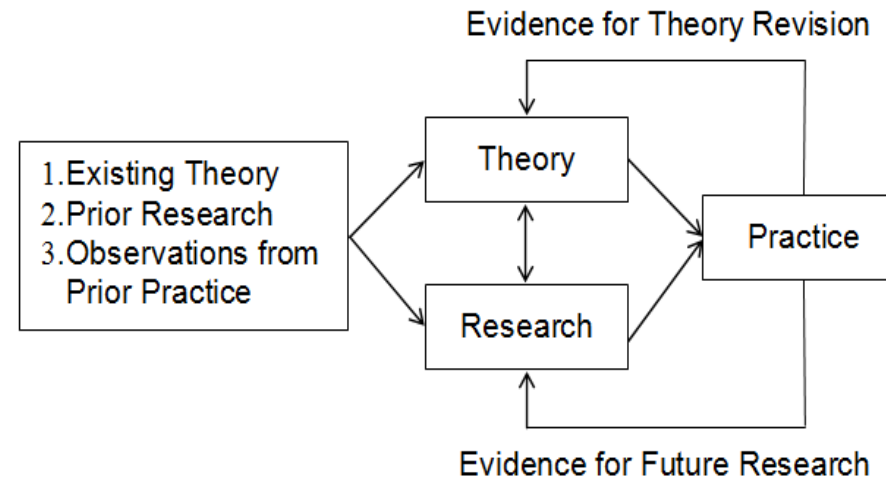 Evidence for Theory Revision
1.Existing Theory
2.Prior Research
3.Observations from
Prior Practice
Theory
Practice
Research
Evidence for Future Research